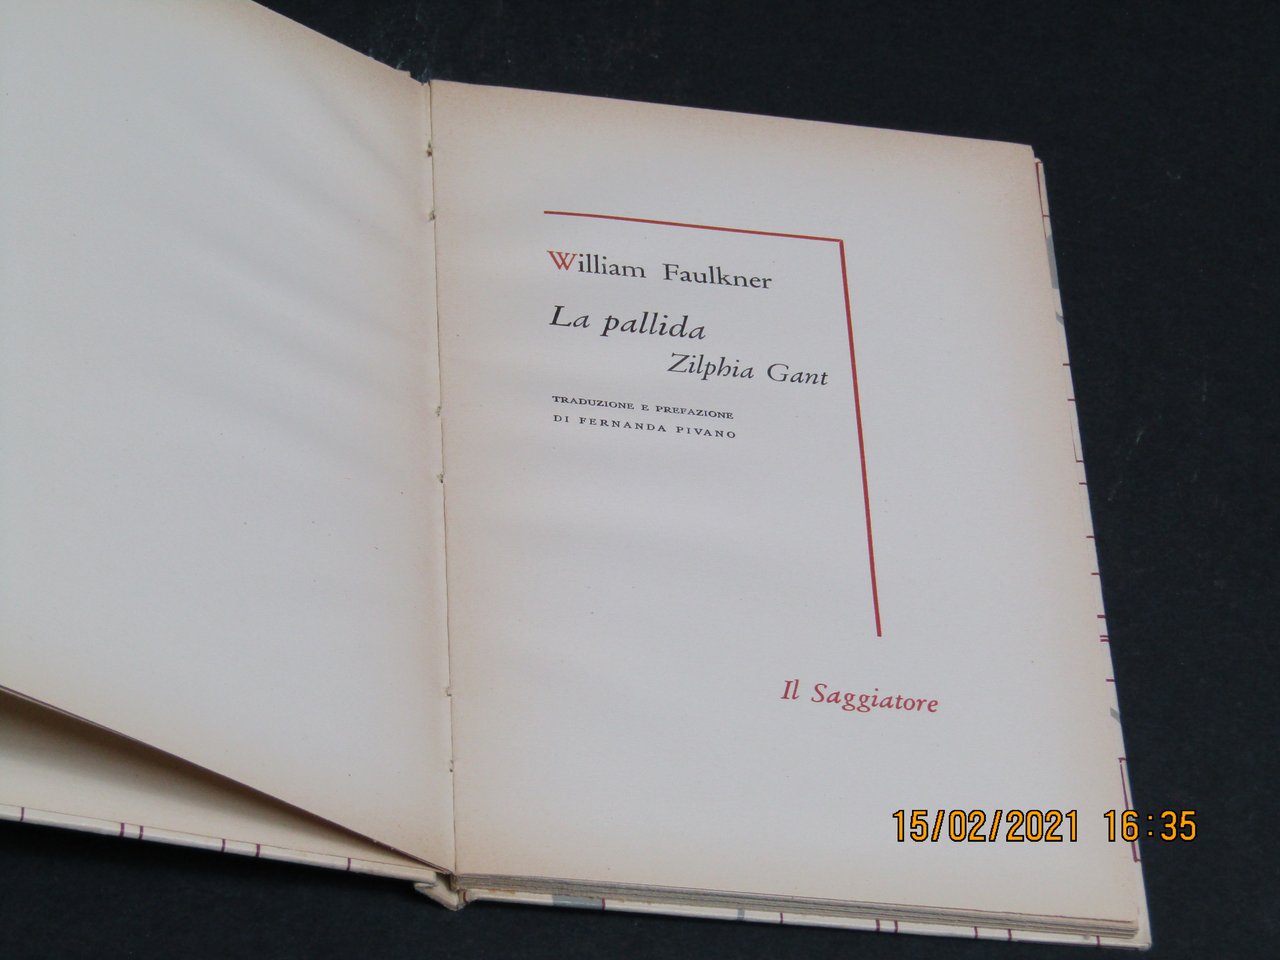 William Faulkner
La pallida
Zilphia Gant
TRADUZIONE E PREFAZIONE
DI FERNANDA PIVANO
Il Saggiatore
15/02/2021 16:35